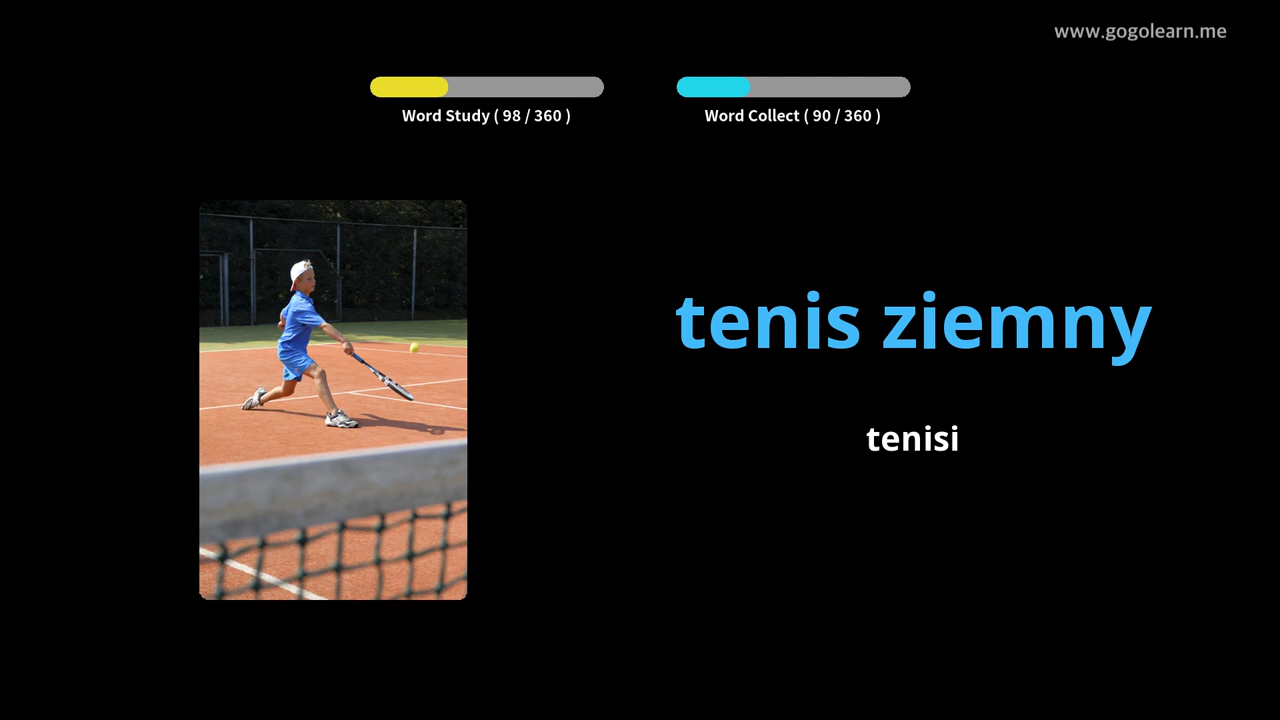 www.gogolearn.me
Word Study ( 98 / 360 )
Word Collect ( 90 / 360 )
tenis ziemny
tenisi